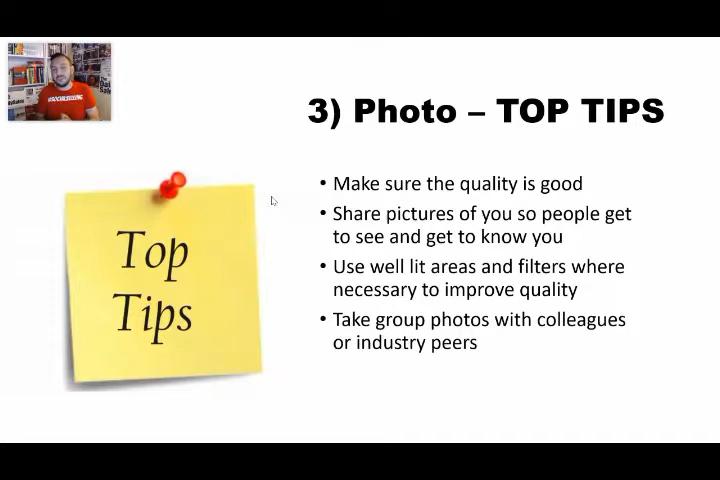 #SOCIALSELLING
3) Photo – TOP TIPS
Top
Tips
• Make sure the quality is good
• Share pictures of you so people get
to see and get to know you
• Use well lit areas and filters where
necessary to improve quality
• Take group photos with colleagues
or industry peers